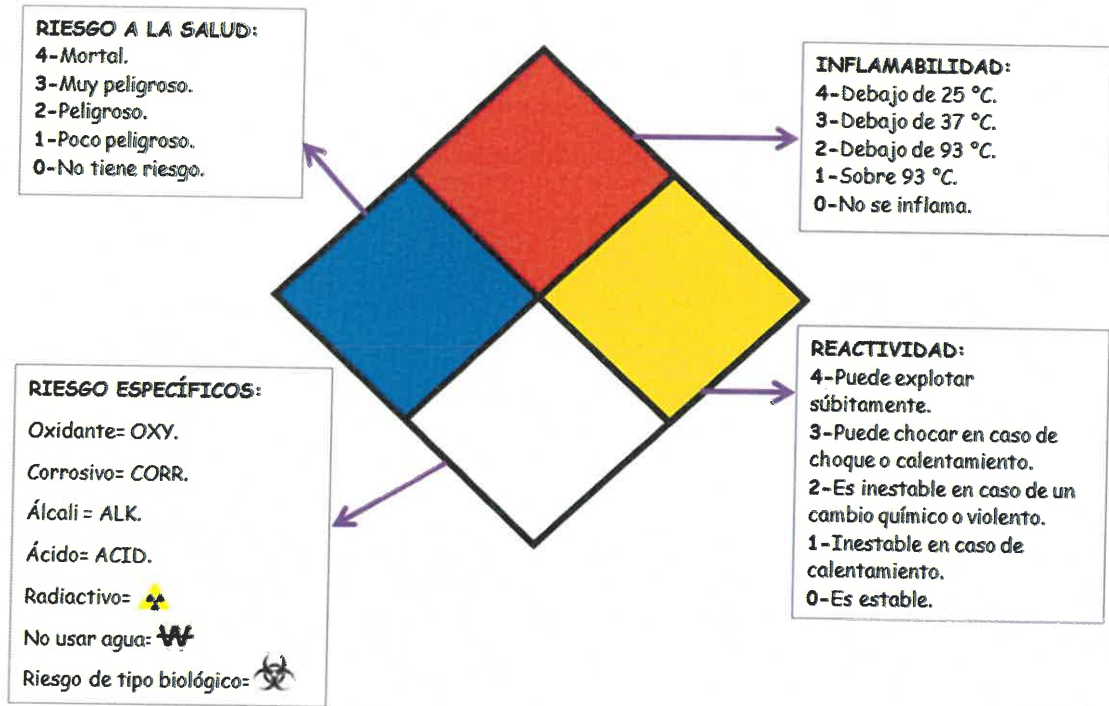 RIESGO A LA SALUD:
4-Mortal.
3-Muy peligroso.
2-Peligroso.
1-Poco peligroso.
0-No tiene riesgo.
INFLAMABILIDAD:
4-Debajo de 25 °C.
3-Debajo de 37 °C.
2-Debajo de 93 °C.
1-Sobre 93 °C.
0-No se inflama.
RIESGO ESPECÍFICOS:
Oxidante= OXY.
Corrosivo= CORR.
Álcali= ALK.
Ácido= ACID.
Radiactivo=
No usar agua= W
Riesgo de tipo biológico=
REACTIVIDAD:
4-Puede explotar
súbitamente.
3-Puede chocar en caso de
choque o calentamiento.
2-Es inestable en caso de un
cambio químico o violento.
1-Inestable en caso de
calentamiento.
0-Es estable.